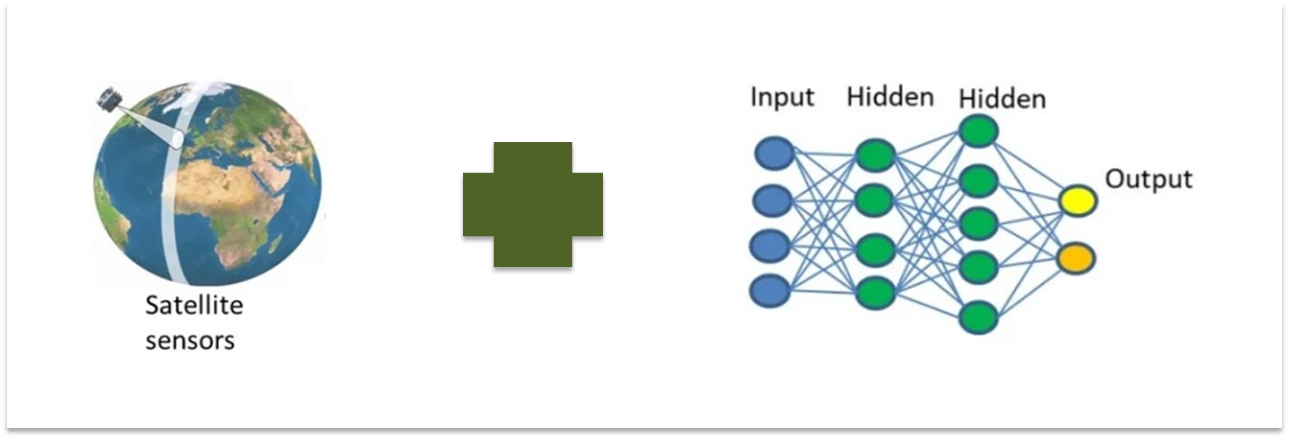 Satellite
sensors
Input
Hidden
Hidden
Output